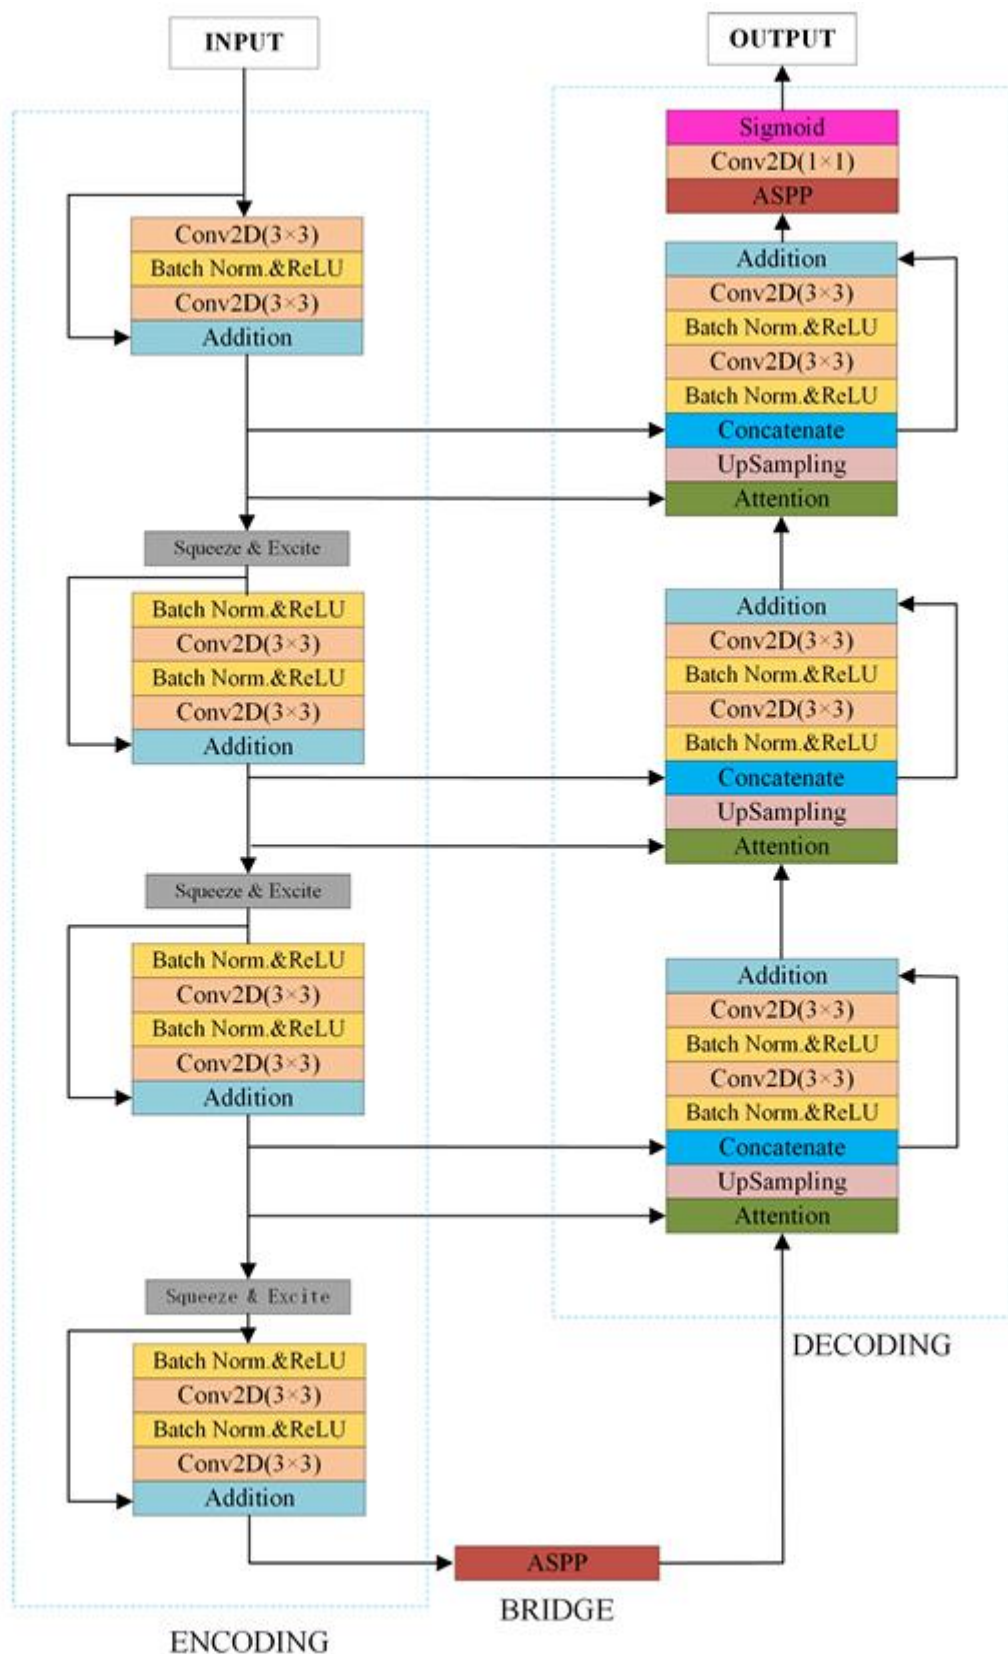 INPUT
Conv2D(3×3)
Batch Norm.&ReLU
Conv2D(3×3)
Addition
Squeeze & Excite
Batch Norm.&ReLU
Conv2D(3×3)
Batch Norm.&ReLU
Conv2D(3×3)
Addition
Squeeze & Excite
Batch Norm.&ReLU
Conv2D(3×3)
Batch Norm.&ReLU
Conv2D(3×3)
Addition
Squeeze & Excite
Batch Norm.&ReLU
Conv2D(3×3)
Batch Norm.&ReLU
Conv2D(3×3)
Addition
ENCODING
ASPP
BRIDGE
OUTPUT
Sigmoid
Conv2D(1×1)
ASPP
Addition
Conv2D(3×3)
Batch Norm.&ReLU
Conv2D(3×3)
Batch Norm.&ReLU
Concatenate
UpSampling
Attention
Addition
Conv2D(3×3)
Batch Norm.&ReLU
Conv2D(3×3)
Batch Norm.&ReLU
Concatenate
UpSampling
Attention
Addition
Conv2D(3×3)
Batch Norm.&ReLU
Conv2D(3×3)
Batch Norm.&ReLU
Concatenate
UpSampling
Attention
DECODING